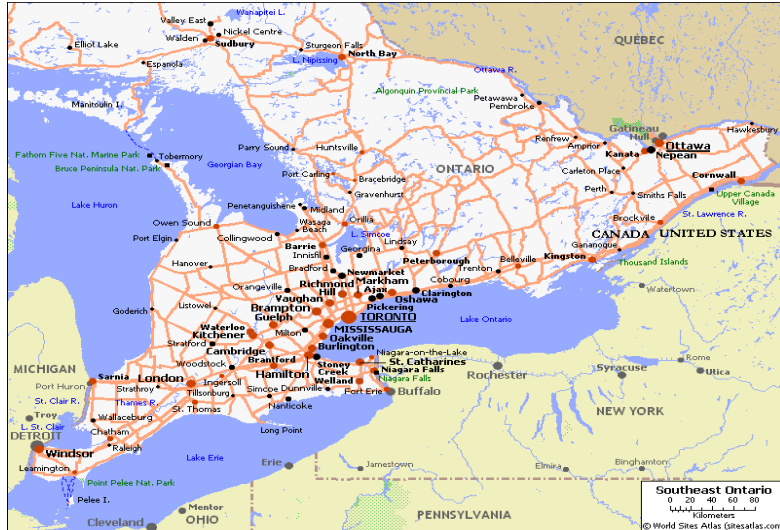 Wanapitei L.
Valley East
Nickel Centre
Walden
Sudbury
Elliot Lake
Sturgeon Falls
North Bay
QUÉBEC
Espanola
L. Nipissing
Ottawa R.
Manitoulin I.
Algonquin Provincial Park
Petawawa
Pembroke
Gatineau
Hull
Hawkesbury
Renfrew
Arnprior
Ottawa
Fathom Five Nat. Marine Park
Tobermory
Parry Sound
Huntsville
Kanata
Nepean
Bruce Peninsula Nat. Park
Georgian Bay
ONTARIO
Carleton Place
Cornwall
Port Carling
Bracebridge
Perth
Smiths Falls
Upper Canada
Village
Gravenhurst
Lake Huron
Penetanguishene
Midland
St. Lawrence R.
Owen Sound
Wasaga
Beach
Orillia
Brockville
Port Elgin
Collingwood
L. Simcoe
CANADA
UNITED STATES
Barrie
Lindsay
Gananoque
Innisfil
Georgina
Peterborough
Belleville
Kingston
Thousand Islands
Hanover
Bradford
Newmarket
Trenton
Richmond
Hill
Markham
Cobourg
Orangeville
Ajax
Clarington
Watertown
Vaughan
Oshawa
Goderich
Listowel
Brampton
Pickering
Guelph
TORONTO
Lake Ontario
Waterloo
Kitchener
Milton
MISSISSAUGA
Stratford
Oakville
Cambridge
Burlington
Niagara-on-the-Lake
Rome
MICHIGAN
Woodstock
Brantford
Stoney
Creek
St. Catharines
Rochester
Syracuse
Utica
Hamilton
Niagara Falls
Port Huron
Sarnia
London
Ingersoll
Welland
Niagara Falls
Strathroy
Tillsonburg
Simcoe
Dunnville
Fort Erie
Buffalo
St. Clair R.
Thames R.
St. Thomas
Nanticoke
NEW YORK
Troy
Wallaceburg
L. St. Clair
Long Point
DETROIT
Chatham
Raleigh
Windsor
Lake Erie
Erie
Jamestown
Elmira
Binghamton
Leamington
Point Pelee Nat. Park
Pelee I.
Southeast Ontario
0 20 40 60 80
Kilometers
© World Sites Atlas (sitesatlas.com
Mentor
Cleveland
OHIO
PENNSYLVANIA